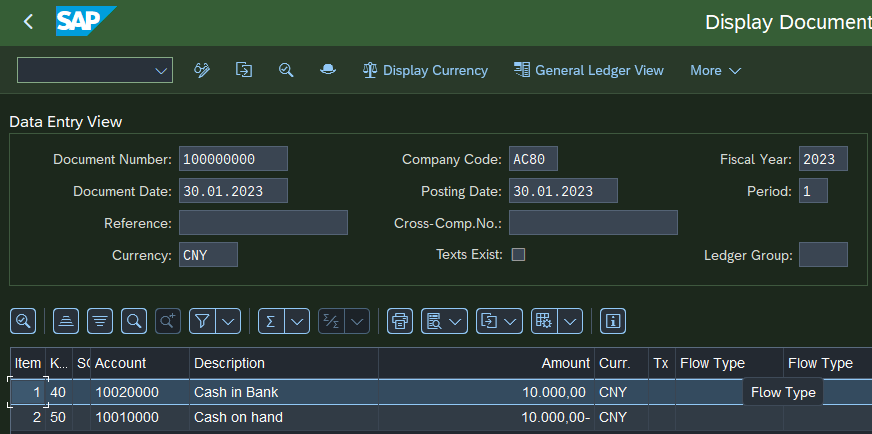 SAP Display Document
Display Currency General Ledger View More
Data Entry View
Document Number: 100000000 Company Code: AC80 Fiscal Year: 2023
Document Date: 30.01.2023 Posting Date: 30.01.2023 Period: 1
Reference: Cross-Comp.No.:
Currency: CNY Texts Exist: Ledger Group:
Item K... SG Account Description Amount Curr. Tx Flow Type Flow Type
1 40 10020000 Cash in Bank 10.000,00 CNY Flow Type
2 50 10010000 Cash on hand 10.000,00- CNY